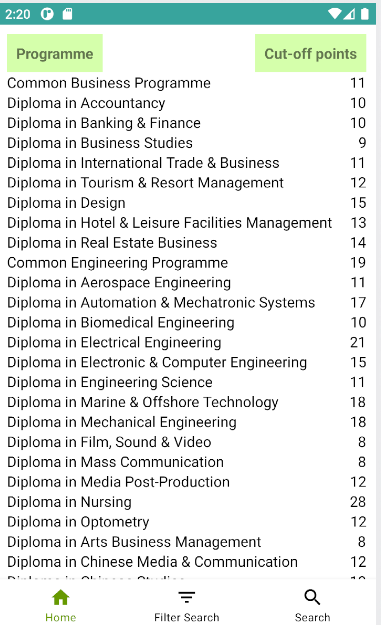 2:20
Programme Cut-off points
Common Business Programme 11
Diploma in Accountancy 10
Diploma in Banking & Finance 10
Diploma in Business Studies 9
Diploma in International Trade & Business 11
Diploma in Tourism & Resort Management 12
Diploma in Design 15
Diploma in Hotel & Leisure Facilities Management 13
Diploma in Real Estate Business 14
Common Engineering Programme 19
Diploma in Aerospace Engineering 11
Diploma in Automation & Mechatronic Systems 17
Diploma in Biomedical Engineering 10
Diploma in Electrical Engineering 21
Diploma in Electronic & Computer Engineering 15
Diploma in Engineering Science 11
Diploma in Marine & Offshore Technology 18
Diploma in Mechanical Engineering 18
Diploma in Film, Sound & Video 8
Diploma in Mass Communication 8
Diploma in Media Post-Production 12
Diploma in Nursing 28
Diploma in Optometry 12
Diploma in Arts Business Management 8
Diploma in Chinese Media & Communication 12
Diploma in Chinese Studies
Home Filter Search Search